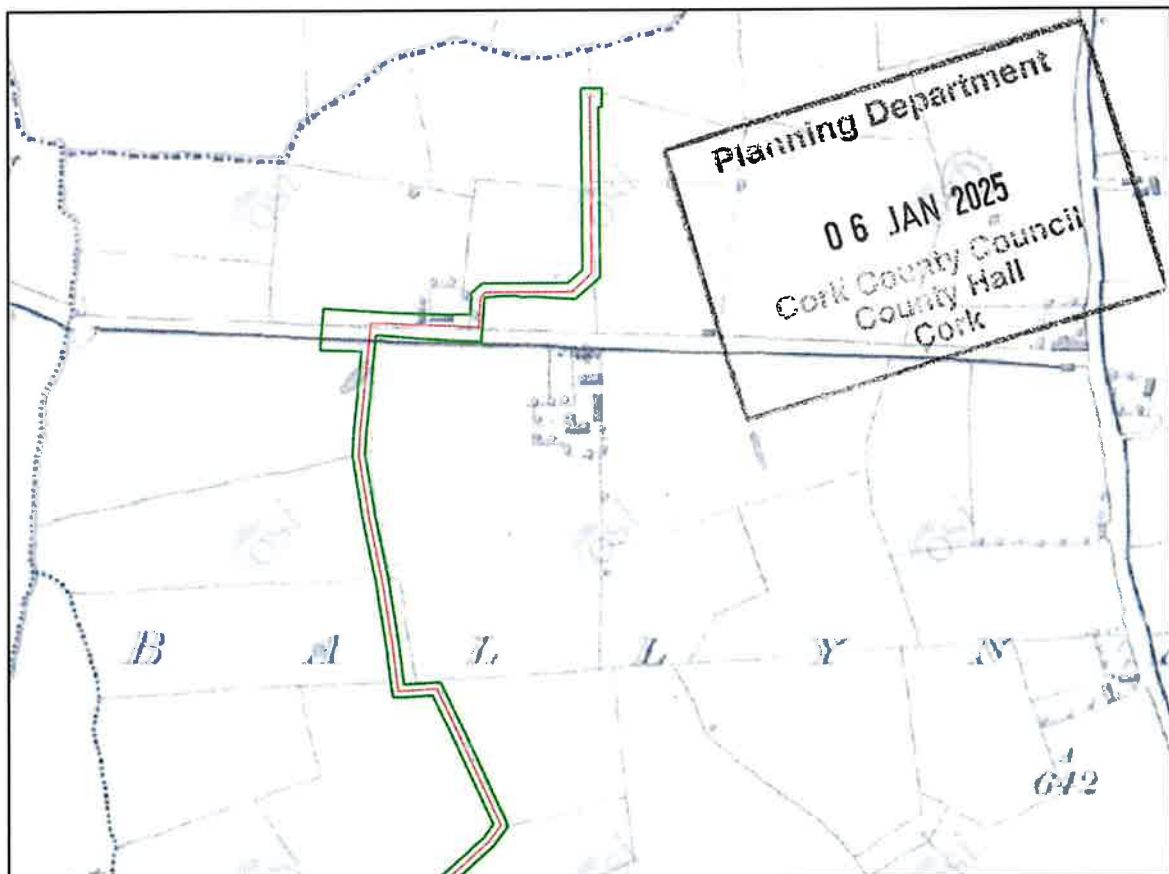 Planning Department
06 JAN 2025
Cork County Council
County Hall
Cork
B A L L Y N
A
642